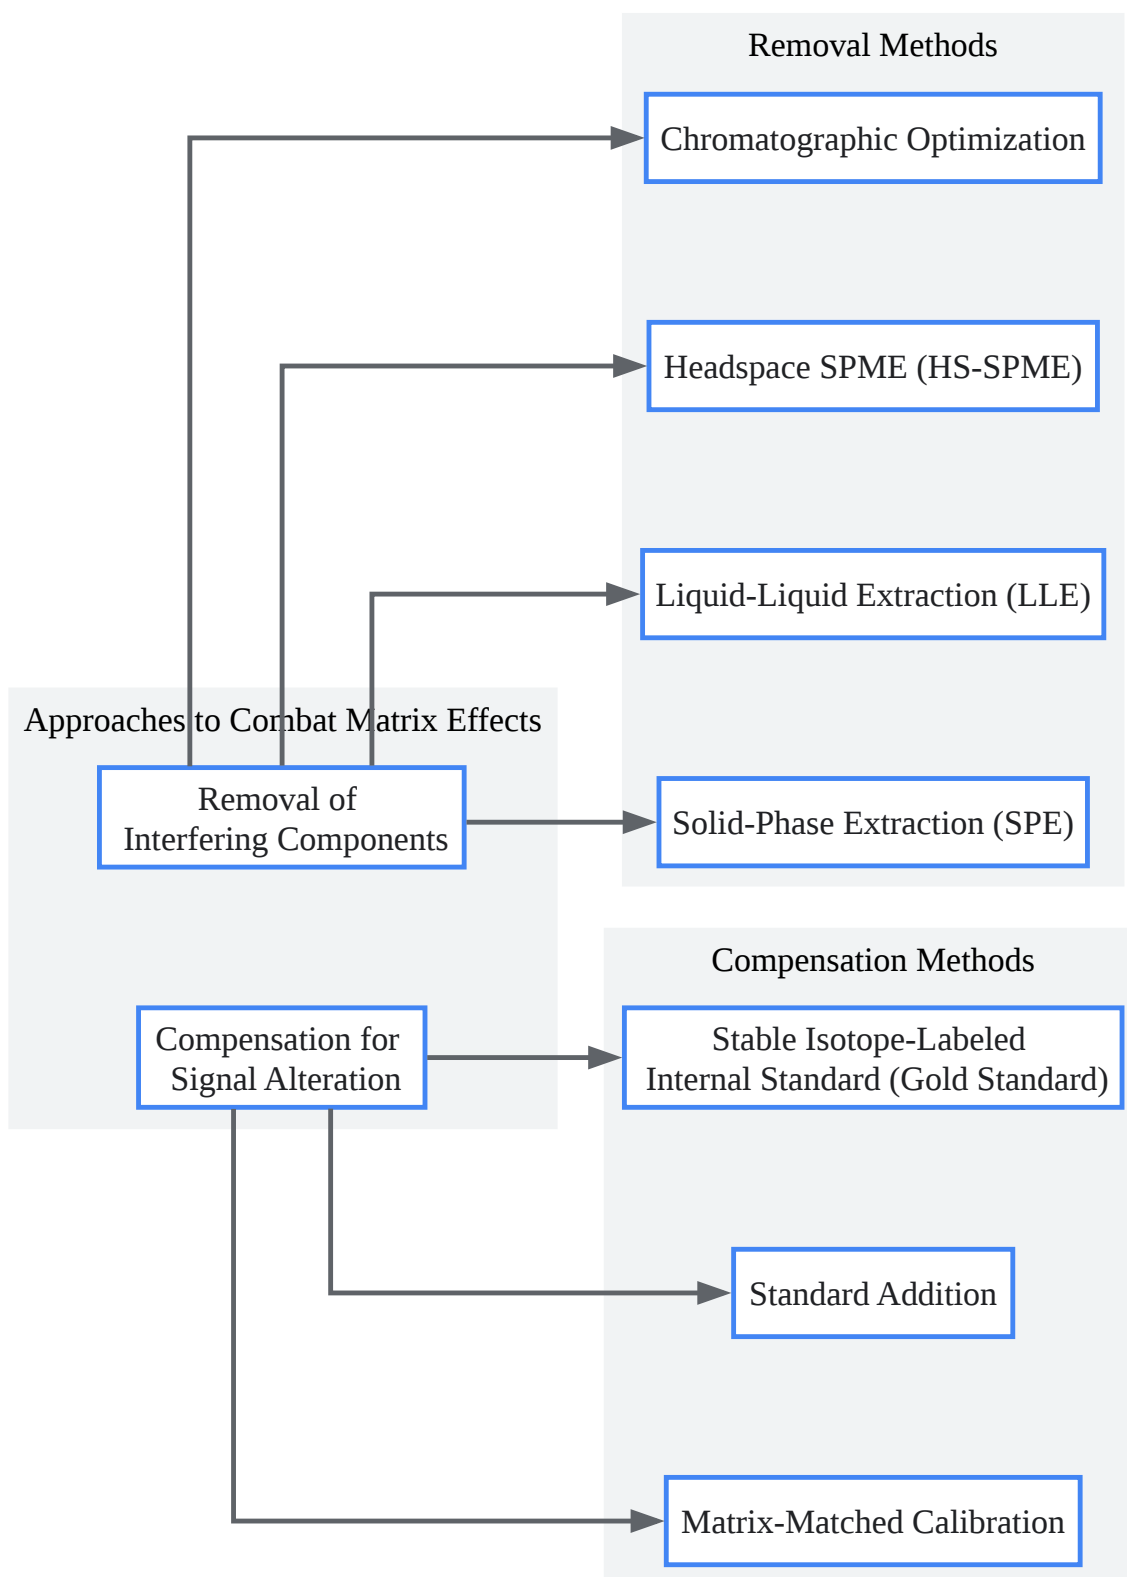 Removal Methods
Chromatographic Optimization
Headspace SPME (HS-SPME)
Liquid-Liquid Extraction (LLE)
Solid-Phase Extraction (SPE)
Approaches to Combat Matrix Effects
Removal of
Interfering Components
Compensation for
Signal Alteration
Compensation Methods
Stable Isotope-Labeled
Internal Standard (Gold Standard)
Standard Addition
Matrix-Matched Calibration